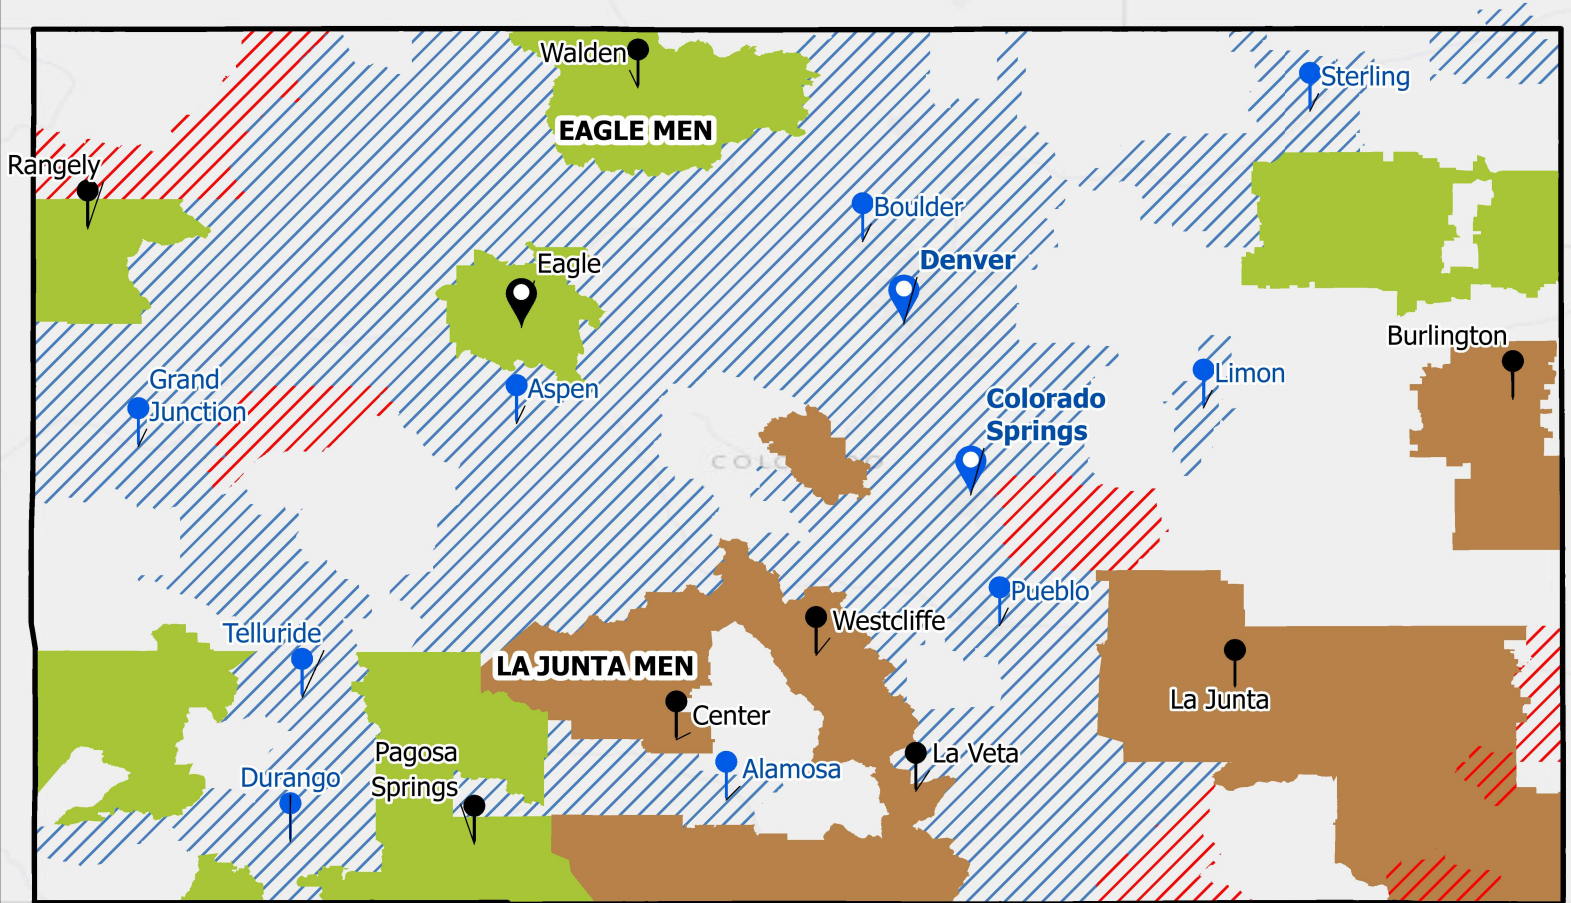 Walden
Sterling
EAGLE MEN
Rangely
Boulder
Denver
Eagle
Burlington
Grand
Junction
Aspen
Limon
Colorado
Springs
Pueblo
Westcliffe
Telluride
LA JUNTA MEN
La Junta
Center
Pagosa
Springs
La Veta
Alamosa
Durango